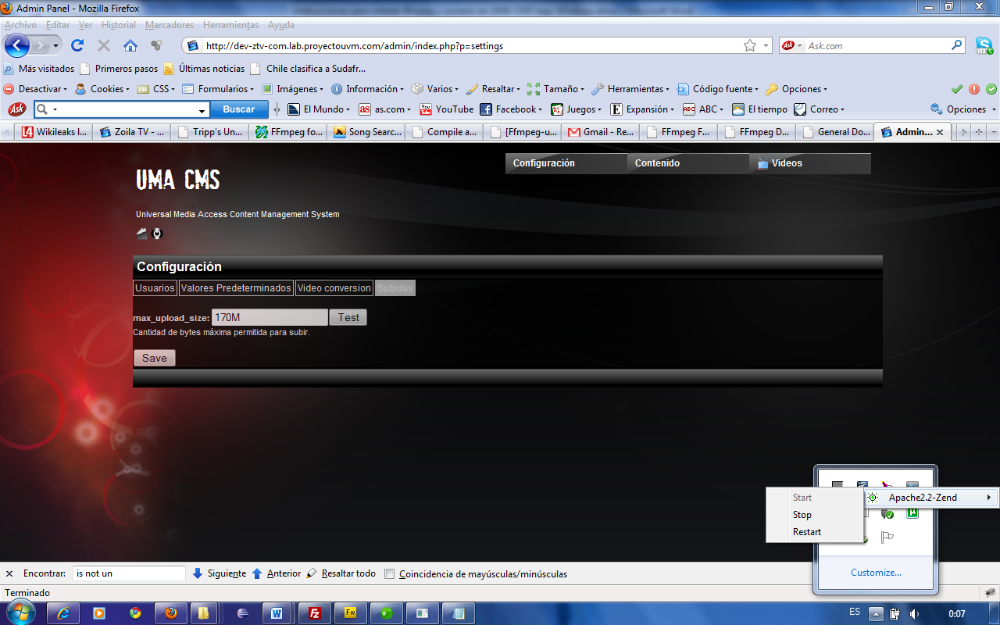 Admin Panel - Mozilla Firefox
Archivo Editar Ver Historial Marcadores Herramientas Ayuda
http://dev-ztv-com.lab.proyectouvm.com/admin/index.php?p=settings
Ask Ask.com
Más visitados Primeros pasos Últimas noticias Chile clasifica a Sudafr...
Desactivar Cookies CSS Formularios Imágenes Información Varios Resaltar Tamaño Herramientas Código fuente Opciones
Ask Buscar El Mundo as.com YouTube Facebook Juegos Expansión ABC El tiempo Correo Opciones
Wikileaks l... Zoila TV - ... Tripp's Un... FFmpeg fo... Song Searc... Compile a... [Ffmpeg-u... Gmail - Re... FFmpeg F... FFmpeg D... General Do... Admin...
Configuración Contenido Videos
UMA CMS
Universal Media Access Content Management System
Configuración
Usuarios Valores Predeterminados Video conversion Subidas
max_upload_size: 170M Test
Cantidad de bytes máxima permitida para subir.
Save
Start
Stop
Restart
Apache2.2-Zend
Customize...
Encontrar: is not un Siguiente Anterior Resaltar todo Coincidencia de mayúsculas/minúsculas
Terminado
ES 0:07